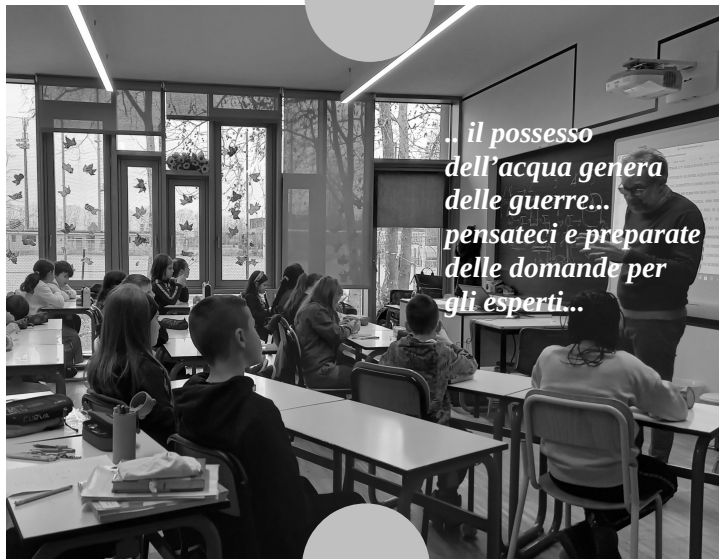 .. il possesso
dell’acqua genera
delle guerre...
pensateci e preparate
delle domande per
gli esperti...